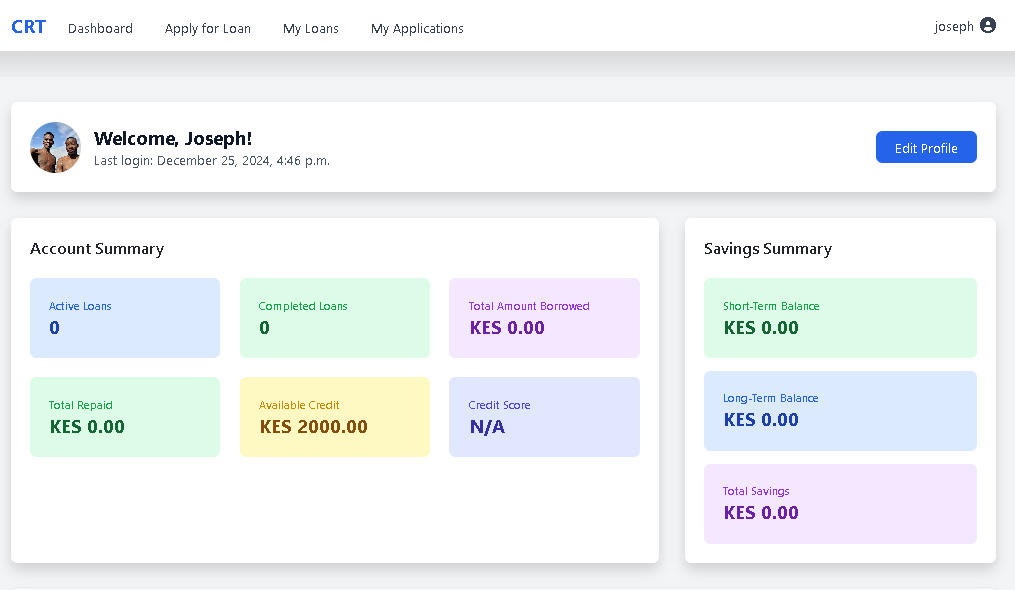 CRT Dashboard Apply for Loan My Loans My Applications joseph
Welcome, Joseph!
Last login: December 25, 2024, 4:46 p.m.
Edit Profile
Account Summary
Active Loans
0
Completed Loans
0
Total Amount Borrowed
KES 0.00
Total Repaid
KES 0.00
Available Credit
KES 2000.00
Credit Score
N/A
Savings Summary
Short-Term Balance
KES 0.00
Long-Term Balance
KES 0.00
Total Savings
KES 0.00